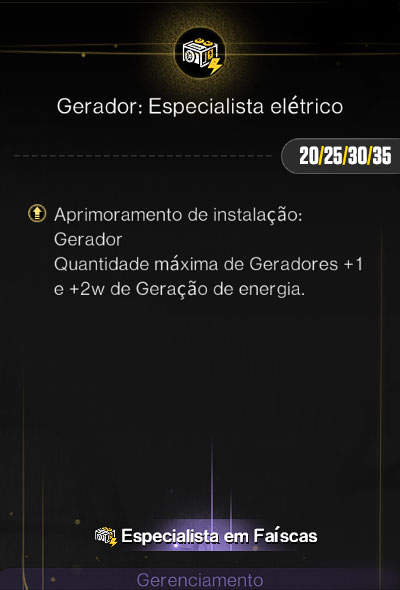 Gerador: Especialista elétrico
20/25/30/35
Aprimoramento de instalação:
Gerador
Quantidade máxima de Geradores +1
e +2w de Geração de energia.
Especialista em Faíscas
Gerenciamento